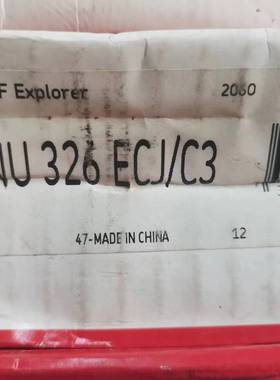 F Explorer 2060
NU 326 ECJ/C3
47-MADE IN CHINA 12